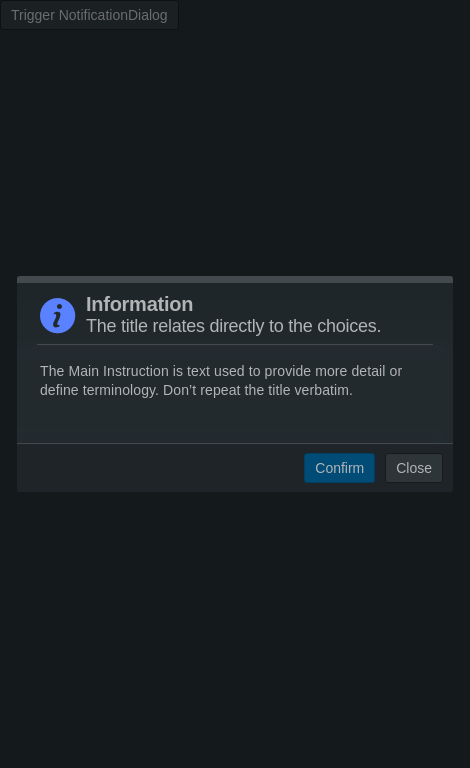 Trigger NotificationDialog
Information
The title relates directly to the choices.
The Main Instruction is text used to provide more detail or
define terminology. Don’t repeat the title verbatim.
Confirm Close